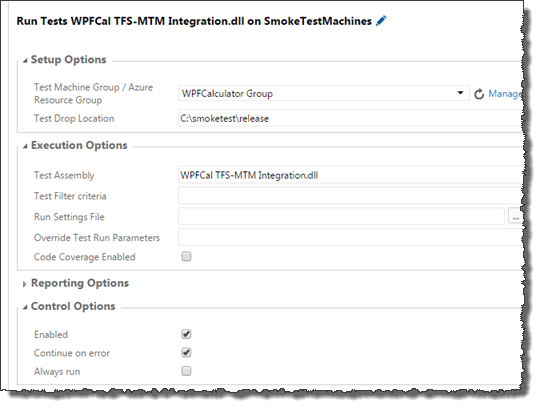 Run Tests WPFCal TFS-MTM Integration.dll on SmokeTestMachines
Setup Options
Test Machine Group / Azure
Resource Group
WPFCalculator Group
Manage
Test Drop Location
C:\smoketest\release
Execution Options
Test Assembly
WPFCal TFS-MTM Integration.dll
Test Filter criteria
Run Settings File
...
Override Test Run Parameters
Code Coverage Enabled
Reporting Options
Control Options
Enabled
Continue on error
Always run